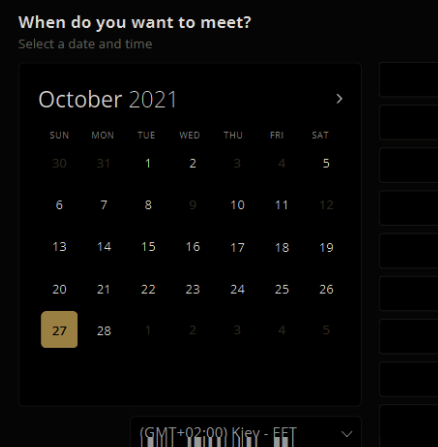 When do you want to meet?
Select a date and time
October 2021
SUN MON TUE WED THU FRI SAT
30 31 1 2 3 4 5
6 7 8 9 10 11 12
13 14 15 16 17 18 19
20 21 22 23 24 25 26
27 28 1 2 3 4 5
(GMT+02:00) Kiev - EET